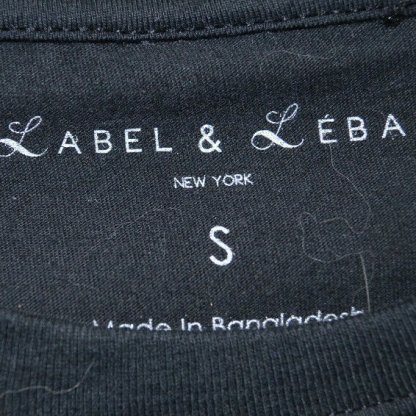 LABEL & LÉBA
NEW YORK
S
Made In Bangladesh